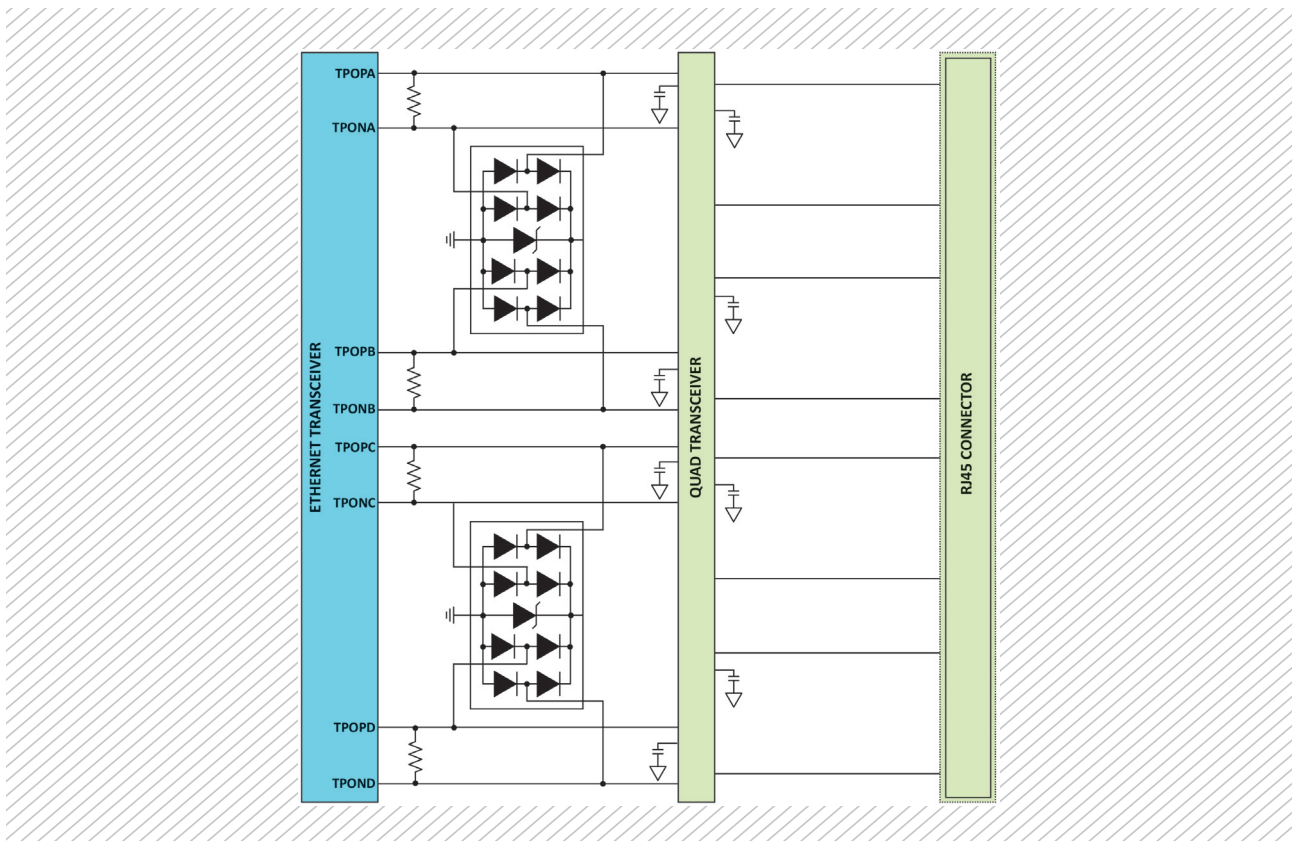 TPOPA
TPONA
TPOPB
TPONB
TPOPC
TPONC
TPOPD
TPOND
ETHERNET TRANSCEIVER
QUAD TRANSCEIVER
RJ45 CONNECTOR